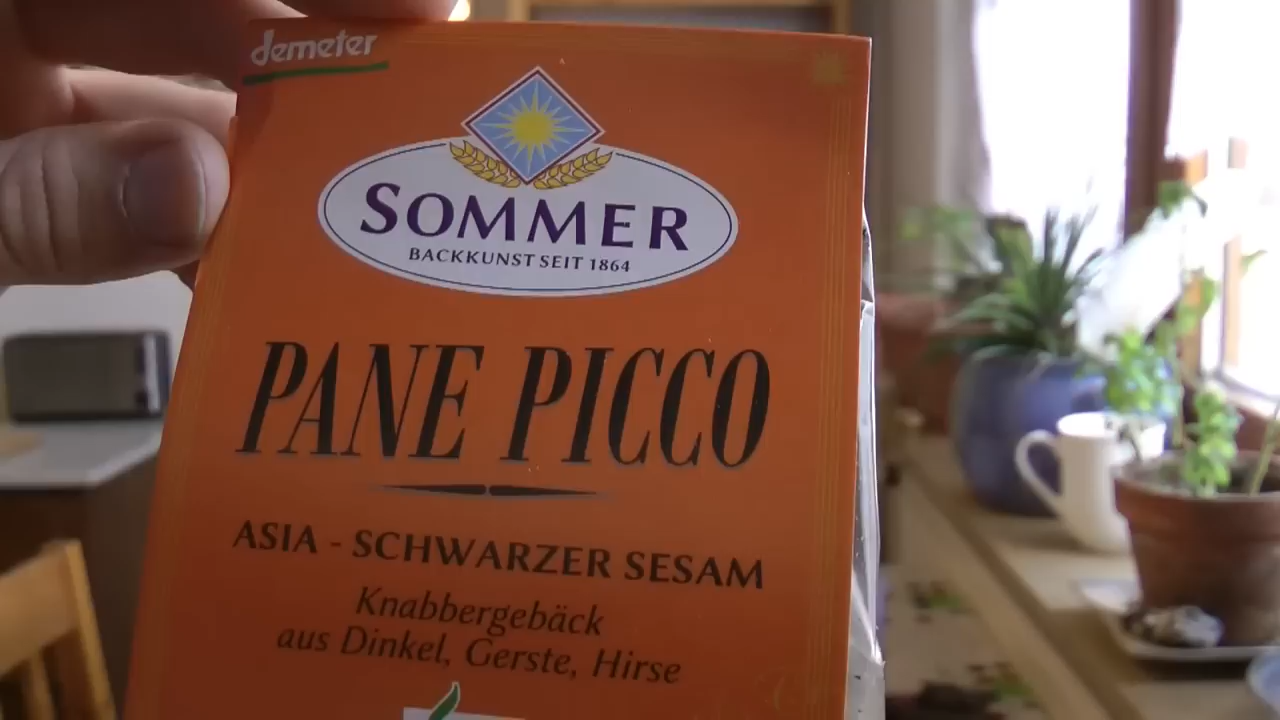 demeter
SOMMER
BACKKUNST SEIT 1864
PANE PICCO
ASIA - SCHWARZER SESAM
Knabbergebäck
aus Dinkel, Gerste, Hirse